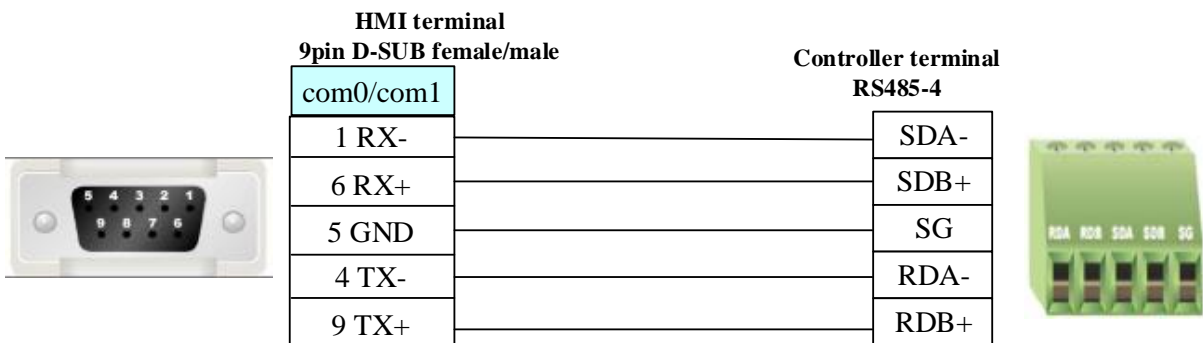 HMI terminal
9pin D-SUB female/male
Controller terminal
RS485-4
com0/com1
1 RX-
SDA-
6 RX+
SDB+
5 GND
SG
4 TX-
RDA-
9 TX+
RDB+
5 4 3 2 1
9 8 7 6
RDA RDB SDA SDB SG